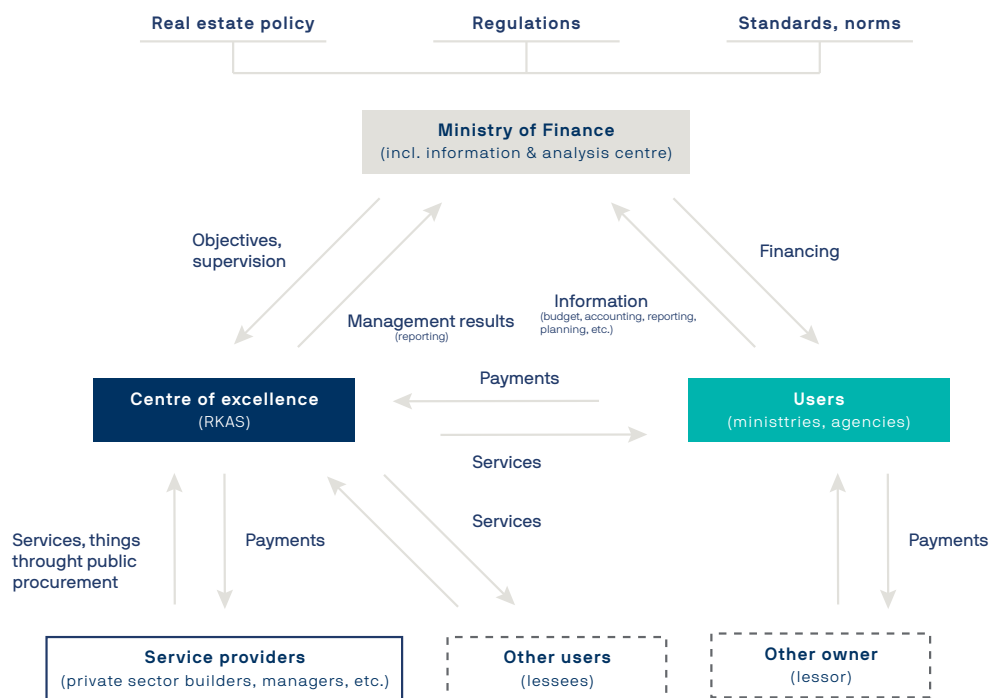 Real estate policy
Regulations
Standards, norms
Ministry of Finance
(incl. information & analysis centre)
Objectives,
supervision
Financing
Management results
(reporting)
Information
(budget, accounting, reporting,
planning, etc.)
Payments
Centre of excellence
(RKAS)
Users
(ministtries, agencies)
Services
Services
Services, things
throught public
procurement
Payments
Payments
Service providers
(private sector builders, managers, etc.)
Other users
(lessees)
Other owner
(lessor)